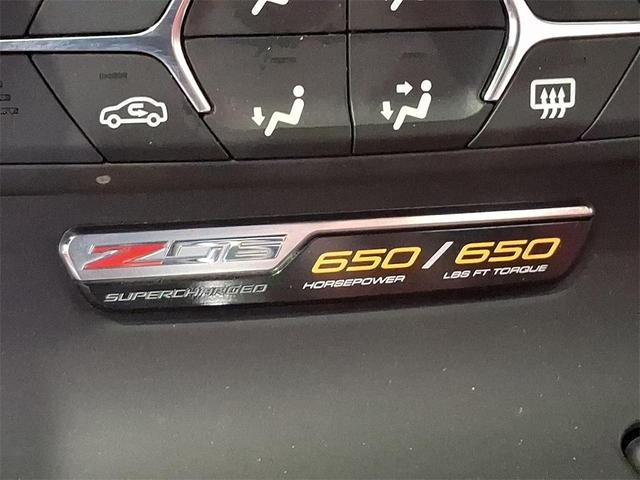 Z06 650/650
SUPERCHARGED HORSEPOWER LBS FT TORQUE